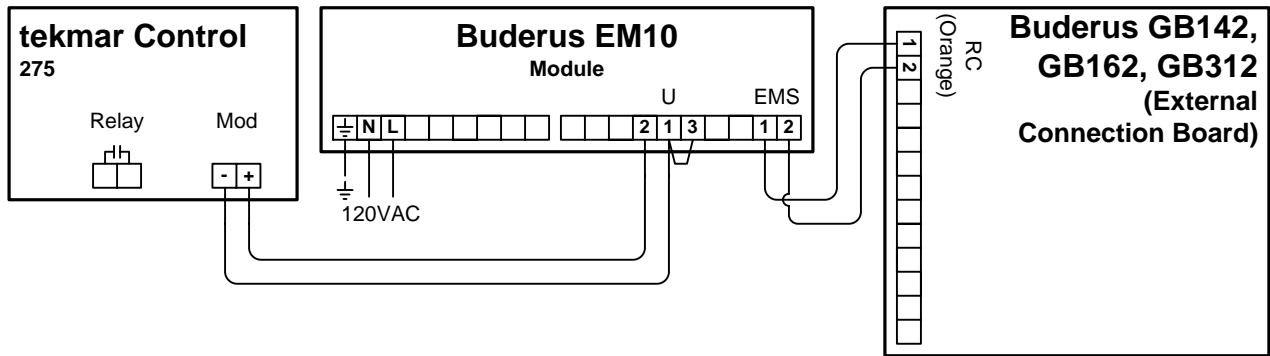 tekmar Control
275
Relay
Mod
- +
Buderus EM10
Module
U
EMS
N L
2 1 3
1 2
120VAC
1
2
RC
(Orange)
Buderus GB142,
GB162, GB312
(External
Connection Board)